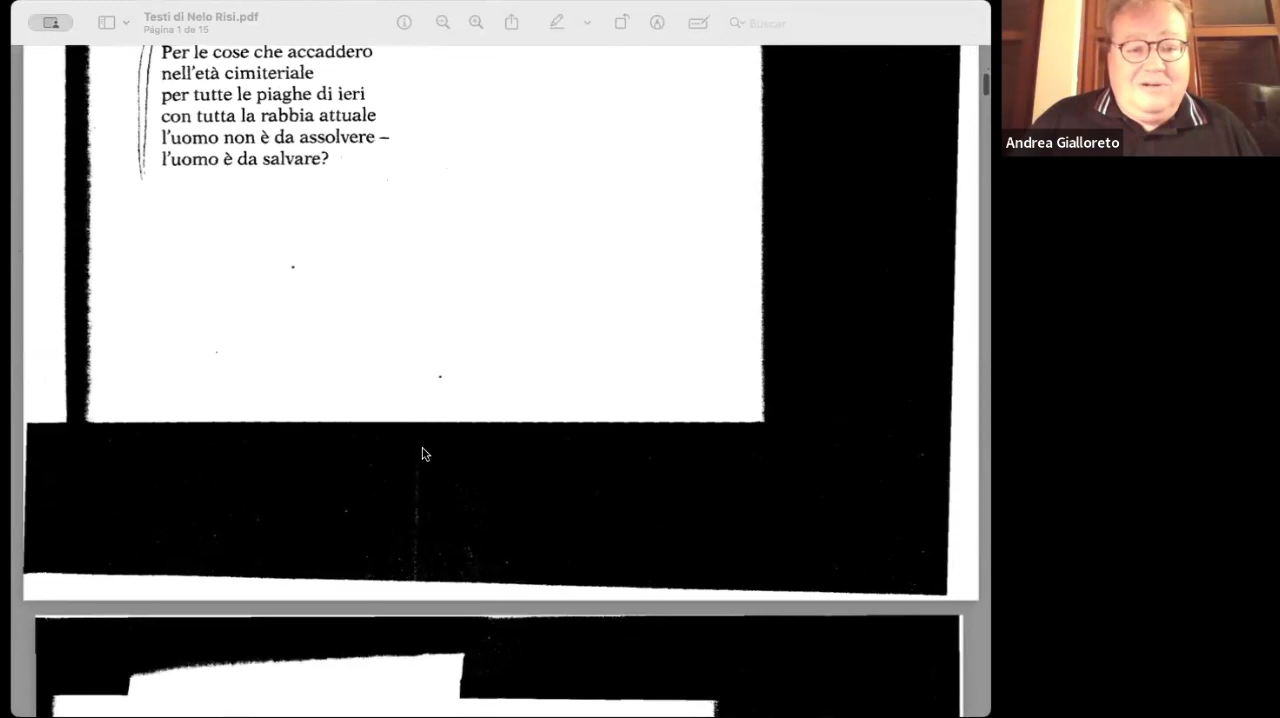 Testi di Nelo Risi.pdf
Página 1 de 15
Buscar
Per le cose che accaddero
nell'età cimiteriale
per tutte le piaghe di ieri
con tutta la rabbia attuale
l'uomo non è da assolvere –
l'uomo è da salvare?
Andrea Gialloreto